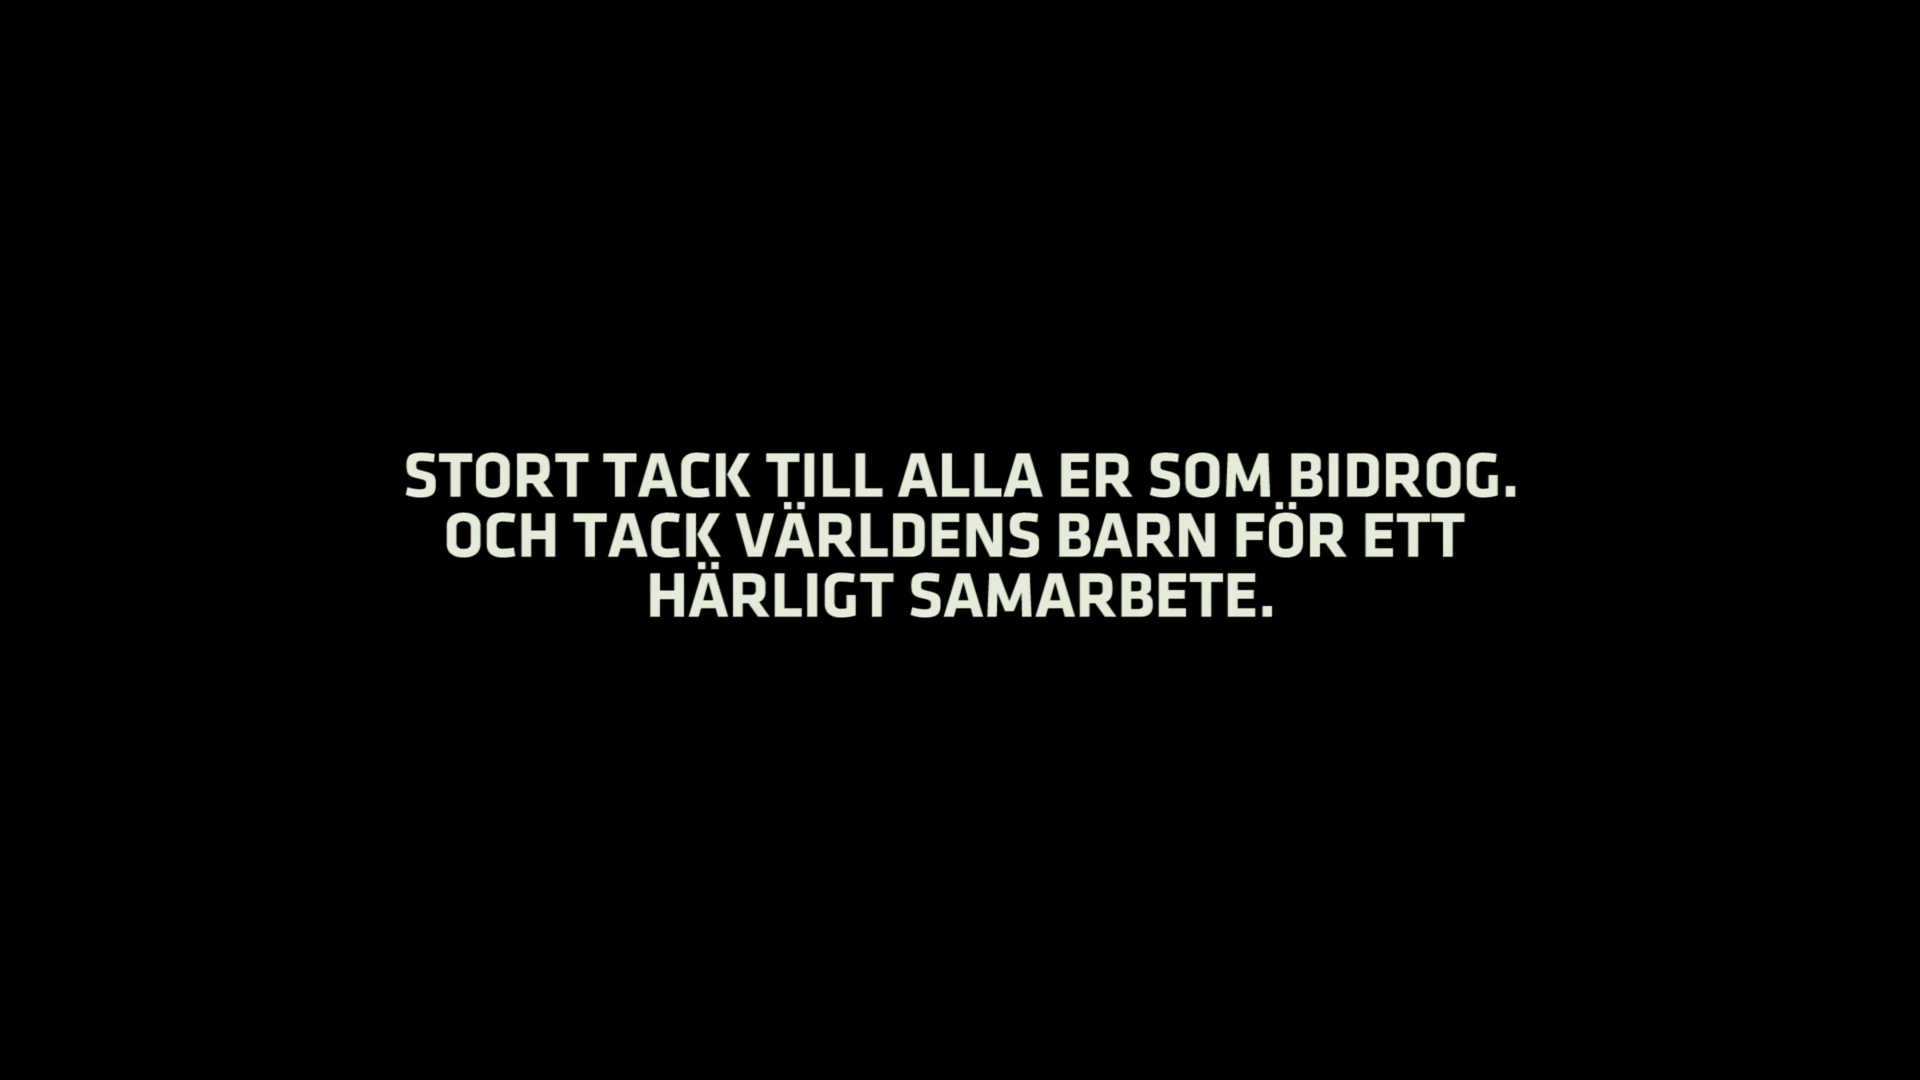 STORT TACK TILL ALLA ER SOM BIDROG.
OCH TACK VÄRLDENS BARN FÖR ETT
HÄRLIGT SAMARBETE.